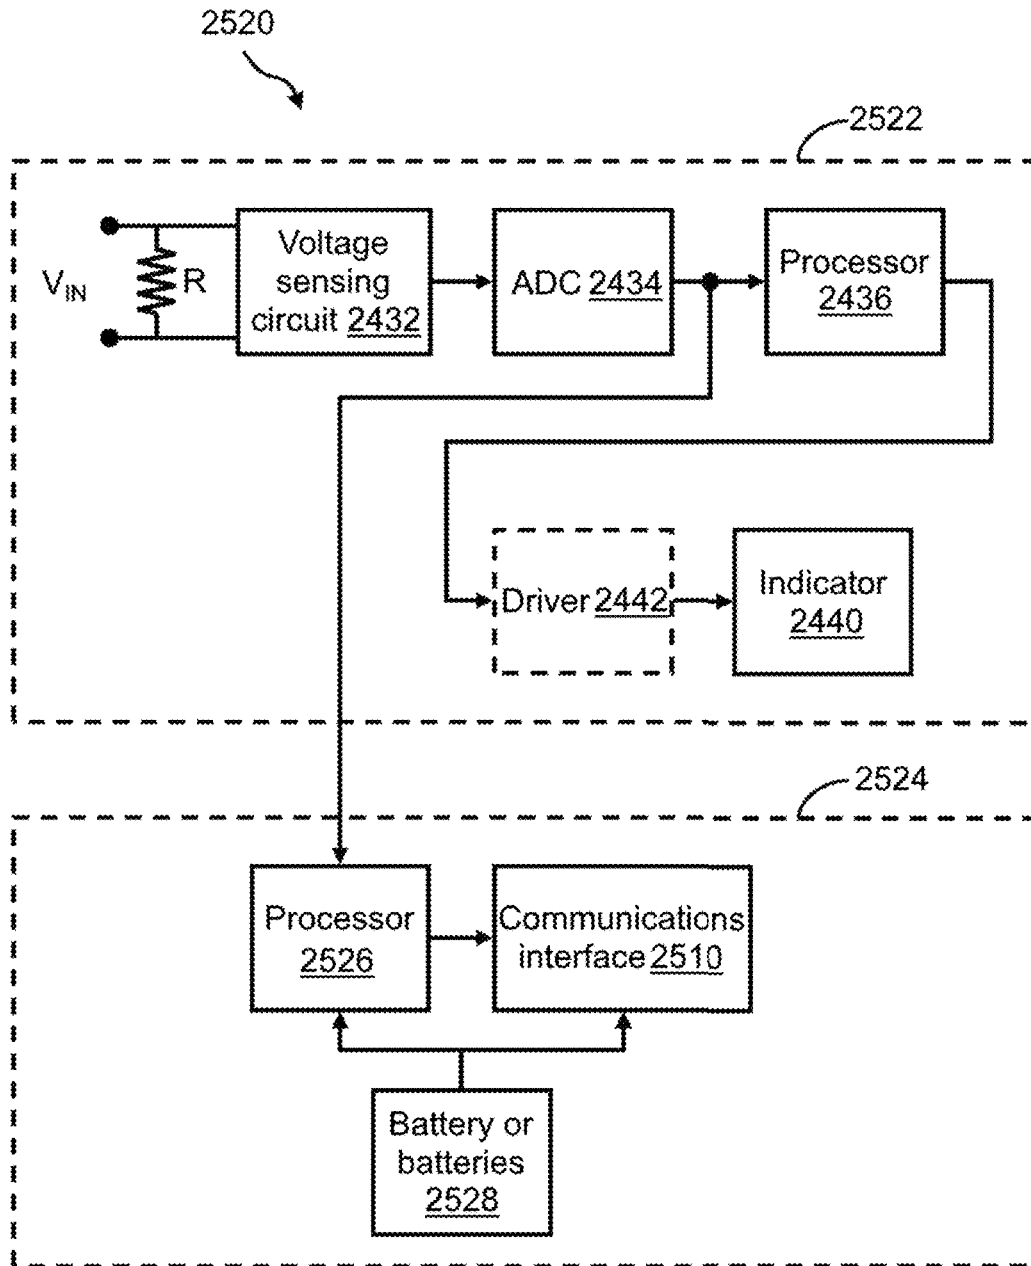 2520
2522
V_IN
R
Voltage
sensing
circuit 2432
ADC 2434
Processor
2436
Driver 2442
Indicator
2440
2524
Processor
2526
Communications
interface 2510
Battery or
batteries
2528